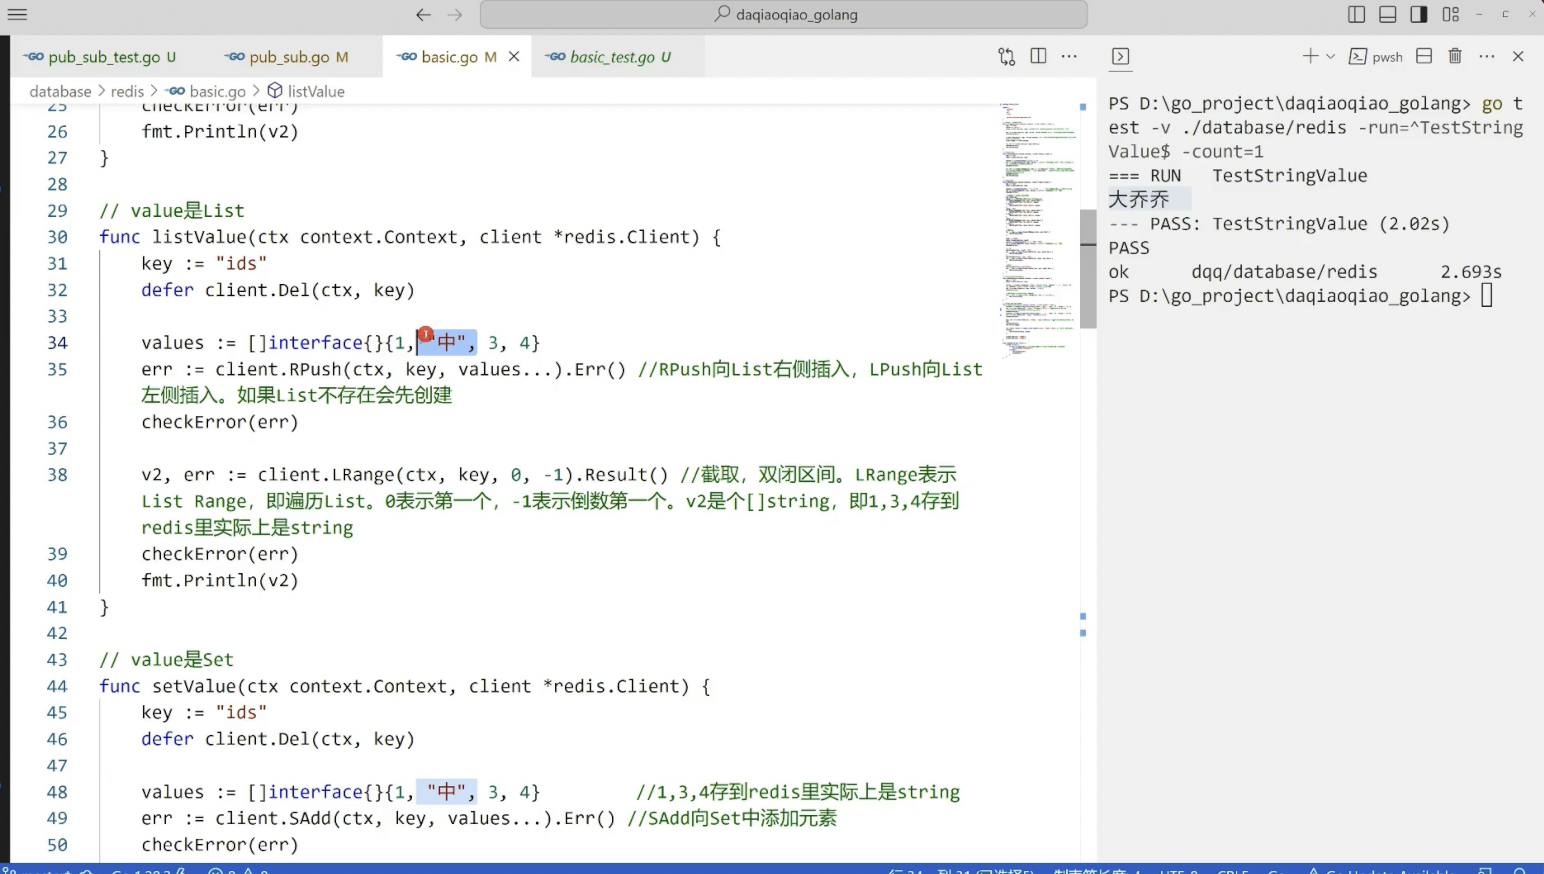 daqiaoqiao_golang
pub_sub_test.go U
pub_sub.go M
basic.go M
basic_test.go U
pwsh
database > redis > basic.go > listValue
25 checkError(err)
26 fmt.Println(v2)
27 }
28
29 // value是List
30 func listValue(ctx context.Context, client *redis.Client) {
31 key := "ids"
32 defer client.Del(ctx, key)
33
34 values := []interface{}{1, "中", 3, 4}
35 err := client.RPush(ctx, key, values...).Err() //RPush向List右侧插入，LPush向List
左侧插入。如果List不存在会先创建
36 checkError(err)
37
38 v2, err := client.LRange(ctx, key, 0, -1).Result() //截取，双闭区间。LRange表示
List Range，即遍历List。0表示第一个，-1表示倒数第一个。v2是个[]string，即1,3,4存到
redis里实际上是string
39 checkError(err)
40 fmt.Println(v2)
41 }
42
43 // value是Set
44 func setValue(ctx context.Context, client *redis.Client) {
45 key := "ids"
46 defer client.Del(ctx, key)
47
48 values := []interface{}{1, "中", 3, 4} //1,3,4存到redis里实际上是string
49 err := client.SAdd(ctx, key, values...).Err() //SAdd向Set中添加元素
50 checkError(err)
PS D:\go_project\daqiaoqiao_golang> go t
est -v ./database/redis -run=^TestString
Value$ -count=1
=== RUN TestStringValue
大乔乔
--- PASS: TestStringValue (2.02s)
PASS
ok dqq/database/redis 2.693s
PS D:\go_project\daqiaoqiao_golang>